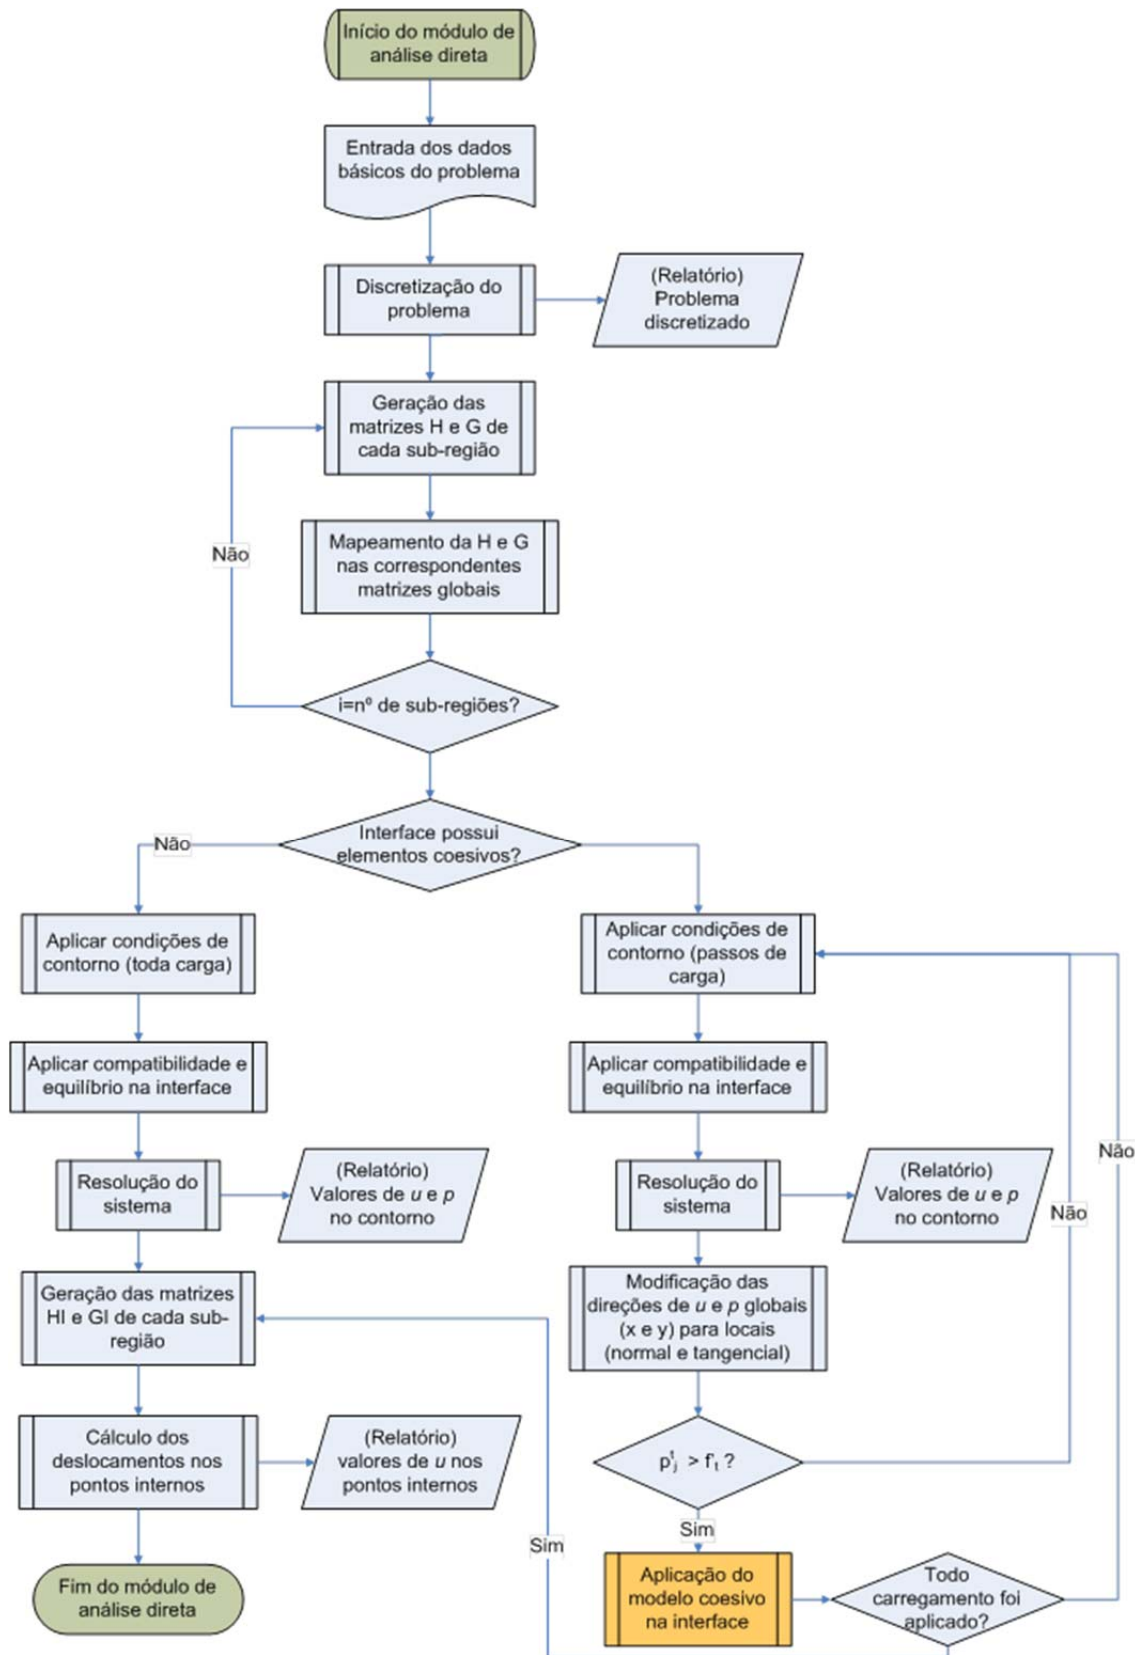 Início do módulo de
análise direta
Entrada dos dados
básicos do problema
Discretização do
problema
(Relatório)
Problema
discretizado
Geração das
matrizes H e G de
cada sub-região
Não
Mapeamento da H e G
nas correspondentes
matrizes globais
i=nº de sub-regiões?
Interface possui
elementos coesivos?
Não
Aplicar condições de
contorno (toda carga)
Aplicar compatibilidade e
equilíbrio na interface
Resolução do
sistema
(Relatório)
Valores de u e p
no contorno
Geração das matrizes
HI e GI de cada sub-
região
Cálculo dos
deslocamentos nos
pontos internos
(Relatório)
valores de u nos
pontos internos
Fim do módulo de
análise direta
Aplicar condições de
contorno (passos de
carga)
Aplicar compatibilidade e
equilíbrio na interface
Resolução do
sistema
(Relatório)
Valores de u e p
no contorno
Modificação das
direções de u e p globais
(x e y) para locais
(normal e tangencial)
Não
Não
Sim
Sim
Aplicação do
modelo coesivo
na interface
Todo
carregamento foi
aplicado?